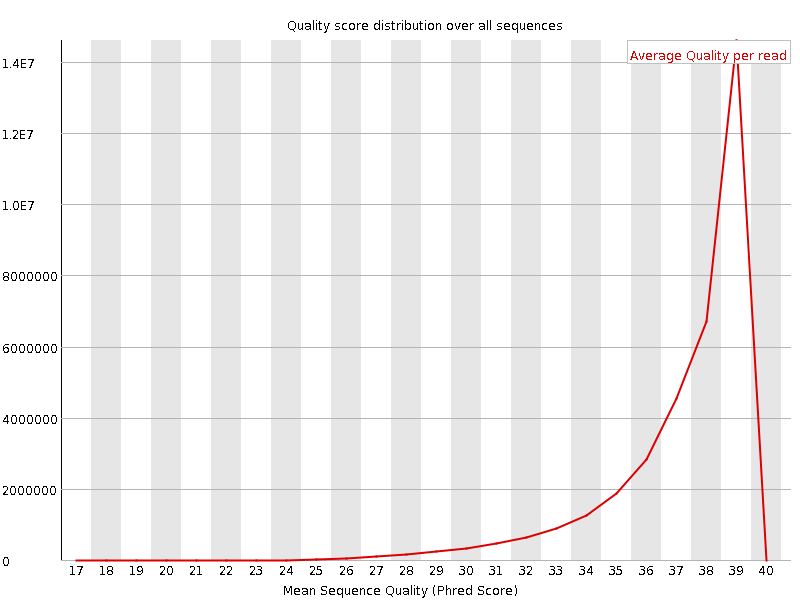 Quality score distribution over all sequences
Average Quality per read
1.4E7
1.2E7
1.0E7
8000000
6000000
4000000
2000000
0
17 18 19 20 21 22 23 24 25 26 27 28 29 30 31 32 33 34 35 36 37 38 39 40
Mean Sequence Quality (Phred Score)